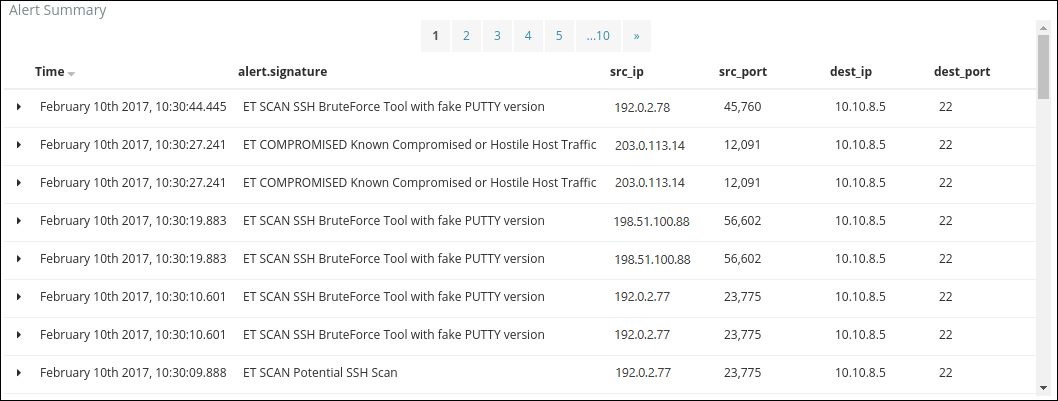 Alert Summary
1 2 3 4 5 ...10 »
Time alert.signature src_ip src_port dest_ip dest_port
February 10th 2017, 10:30:44.445 ET SCAN SSH BruteForce Tool with fake PUTTY version 192.0.2.78 45,760 10.10.8.5 22
February 10th 2017, 10:30:27.241 ET COMPROMISED Known Compromised or Hostile Host Traffic 203.0.113.14 12,091 10.10.8.5 22
February 10th 2017, 10:30:27.241 ET COMPROMISED Known Compromised or Hostile Host Traffic 203.0.113.14 12,091 10.10.8.5 22
February 10th 2017, 10:30:19.883 ET SCAN SSH BruteForce Tool with fake PUTTY version 198.51.100.88 56,602 10.10.8.5 22
February 10th 2017, 10:30:19.883 ET SCAN SSH BruteForce Tool with fake PUTTY version 198.51.100.88 56,602 10.10.8.5 22
February 10th 2017, 10:30:10.601 ET SCAN SSH BruteForce Tool with fake PUTTY version 192.0.2.77 23,775 10.10.8.5 22
February 10th 2017, 10:30:10.601 ET SCAN SSH BruteForce Tool with fake PUTTY version 192.0.2.77 23,775 10.10.8.5 22
February 10th 2017, 10:30:09.888 ET SCAN Potential SSH Scan 192.0.2.77 23,775 10.10.8.5 22